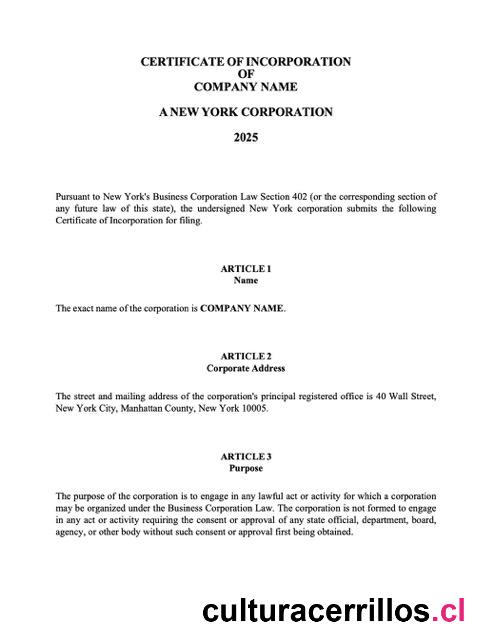 CERTIFICATE OF INCORPORATION
OF
COMPANY NAME
A NEW YORK CORPORATION
2025
Pursuant to New York's Business Corporation Law Section 402 (or the corresponding section of
any future law of this state), the undersigned New York corporation submits the following
Certificate of Incorporation for filing.
ARTICLE 1
Name
The exact name of the corporation is COMPANY NAME.
ARTICLE 2
Corporate Address
The street and mailing address of the corporation's principal registered office is 40 Wall Street,
New York City, Manhattan County, New York 10005.
ARTICLE 3
Purpose
The purpose of the corporation is to engage in any lawful act or activity for which a corporation
may be organized under the Business Corporation Law. The corporation is not formed to engage
in any act or activity requiring the consent or approval of any state official, department, board,
agency, or other body without such consent or approval first being obtained.
culturacerrillos.cl